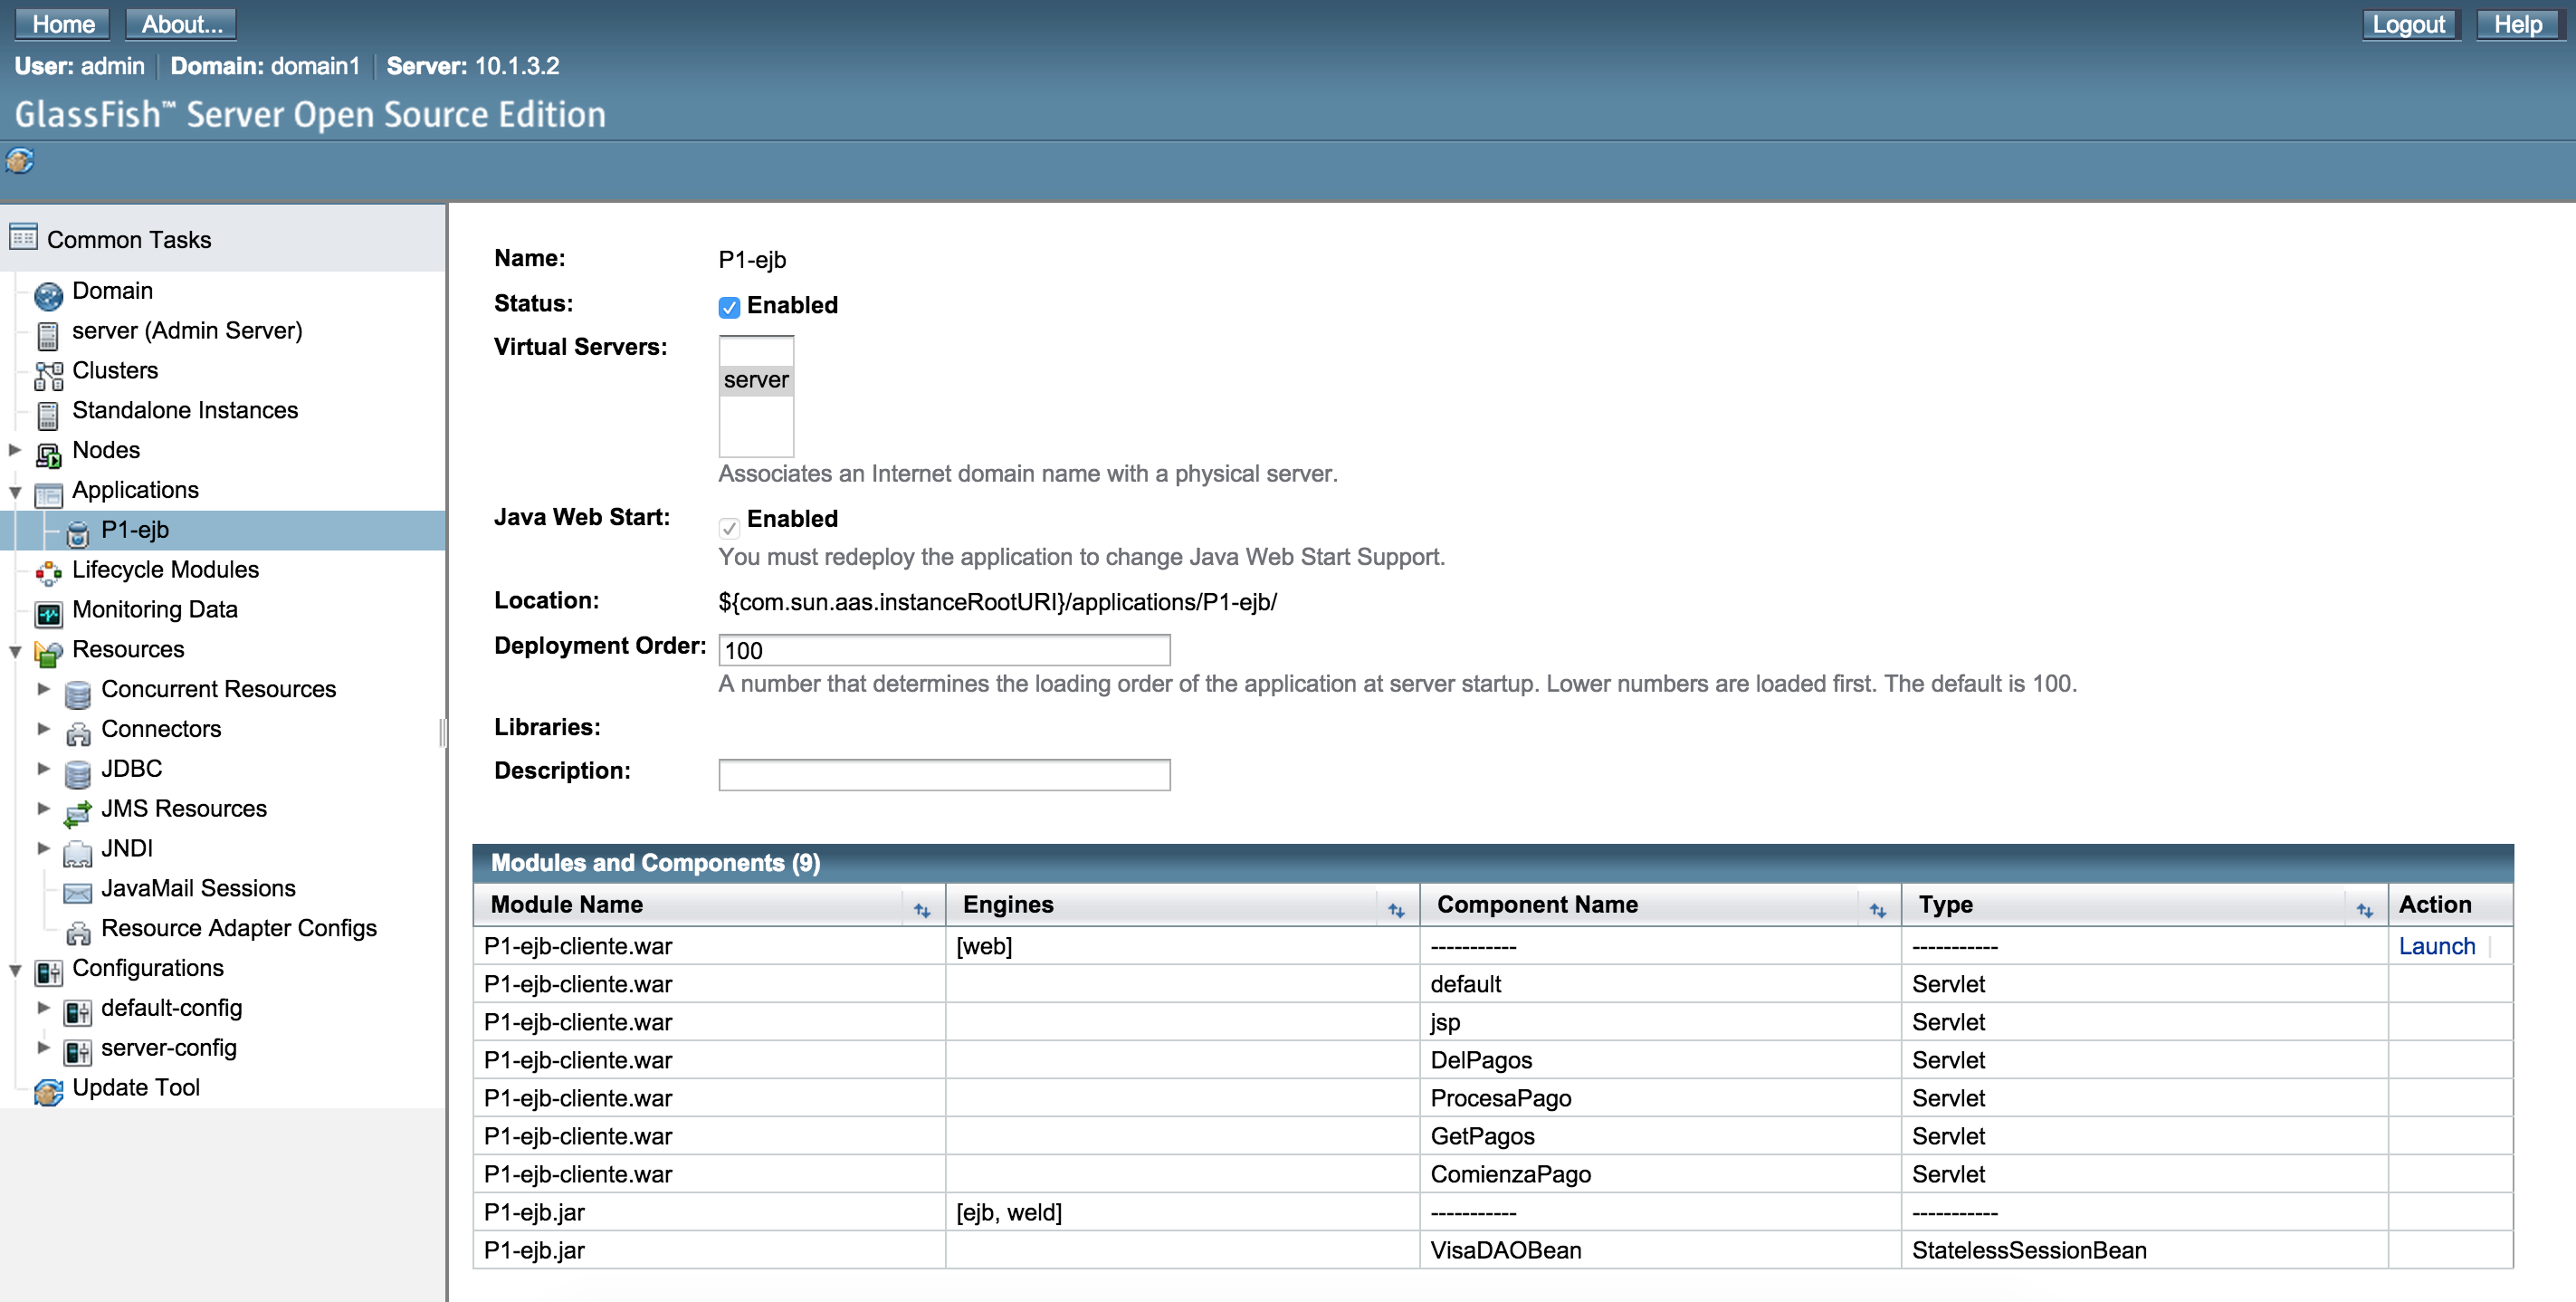 Home About... Logout Help
User: admin Domain: domain1 Server: 10.1.3.2
GlassFish™ Server Open Source Edition
Common Tasks
Domain
server (Admin Server)
Clusters
Standalone Instances
Nodes
Applications
P1-ejb
Lifecycle Modules
Monitoring Data
Resources
Concurrent Resources
Connectors
JDBC
JMS Resources
JNDI
JavaMail Sessions
Resource Adapter Configs
Configurations
default-config
server-config
Update Tool
Name: P1-ejb
Status: Enabled
Virtual Servers: server
Associates an Internet domain name with a physical server.
Java Web Start: Enabled
You must redeploy the application to change Java Web Start Support.
Location: ${com.sun.aas.instanceRootURI}/applications/P1-ejb/
Deployment Order: 100
A number that determines the loading order of the application at server startup. Lower numbers are loaded first. The default is 100.
Libraries:
Description:
Modules and Components (9)
Module Name Engines Component Name Type Action
P1-ejb-cliente.war [web] ----------- ----------- Launch
P1-ejb-cliente.war default Servlet
P1-ejb-cliente.war jsp Servlet
P1-ejb-cliente.war DelPagos Servlet
P1-ejb-cliente.war ProcesaPago Servlet
P1-ejb-cliente.war GetPagos Servlet
P1-ejb-cliente.war ComienzaPago Servlet
P1-ejb.jar [ejb, weld] ----------- -----------
P1-ejb.jar VisaDAOBean StatelessSessionBean